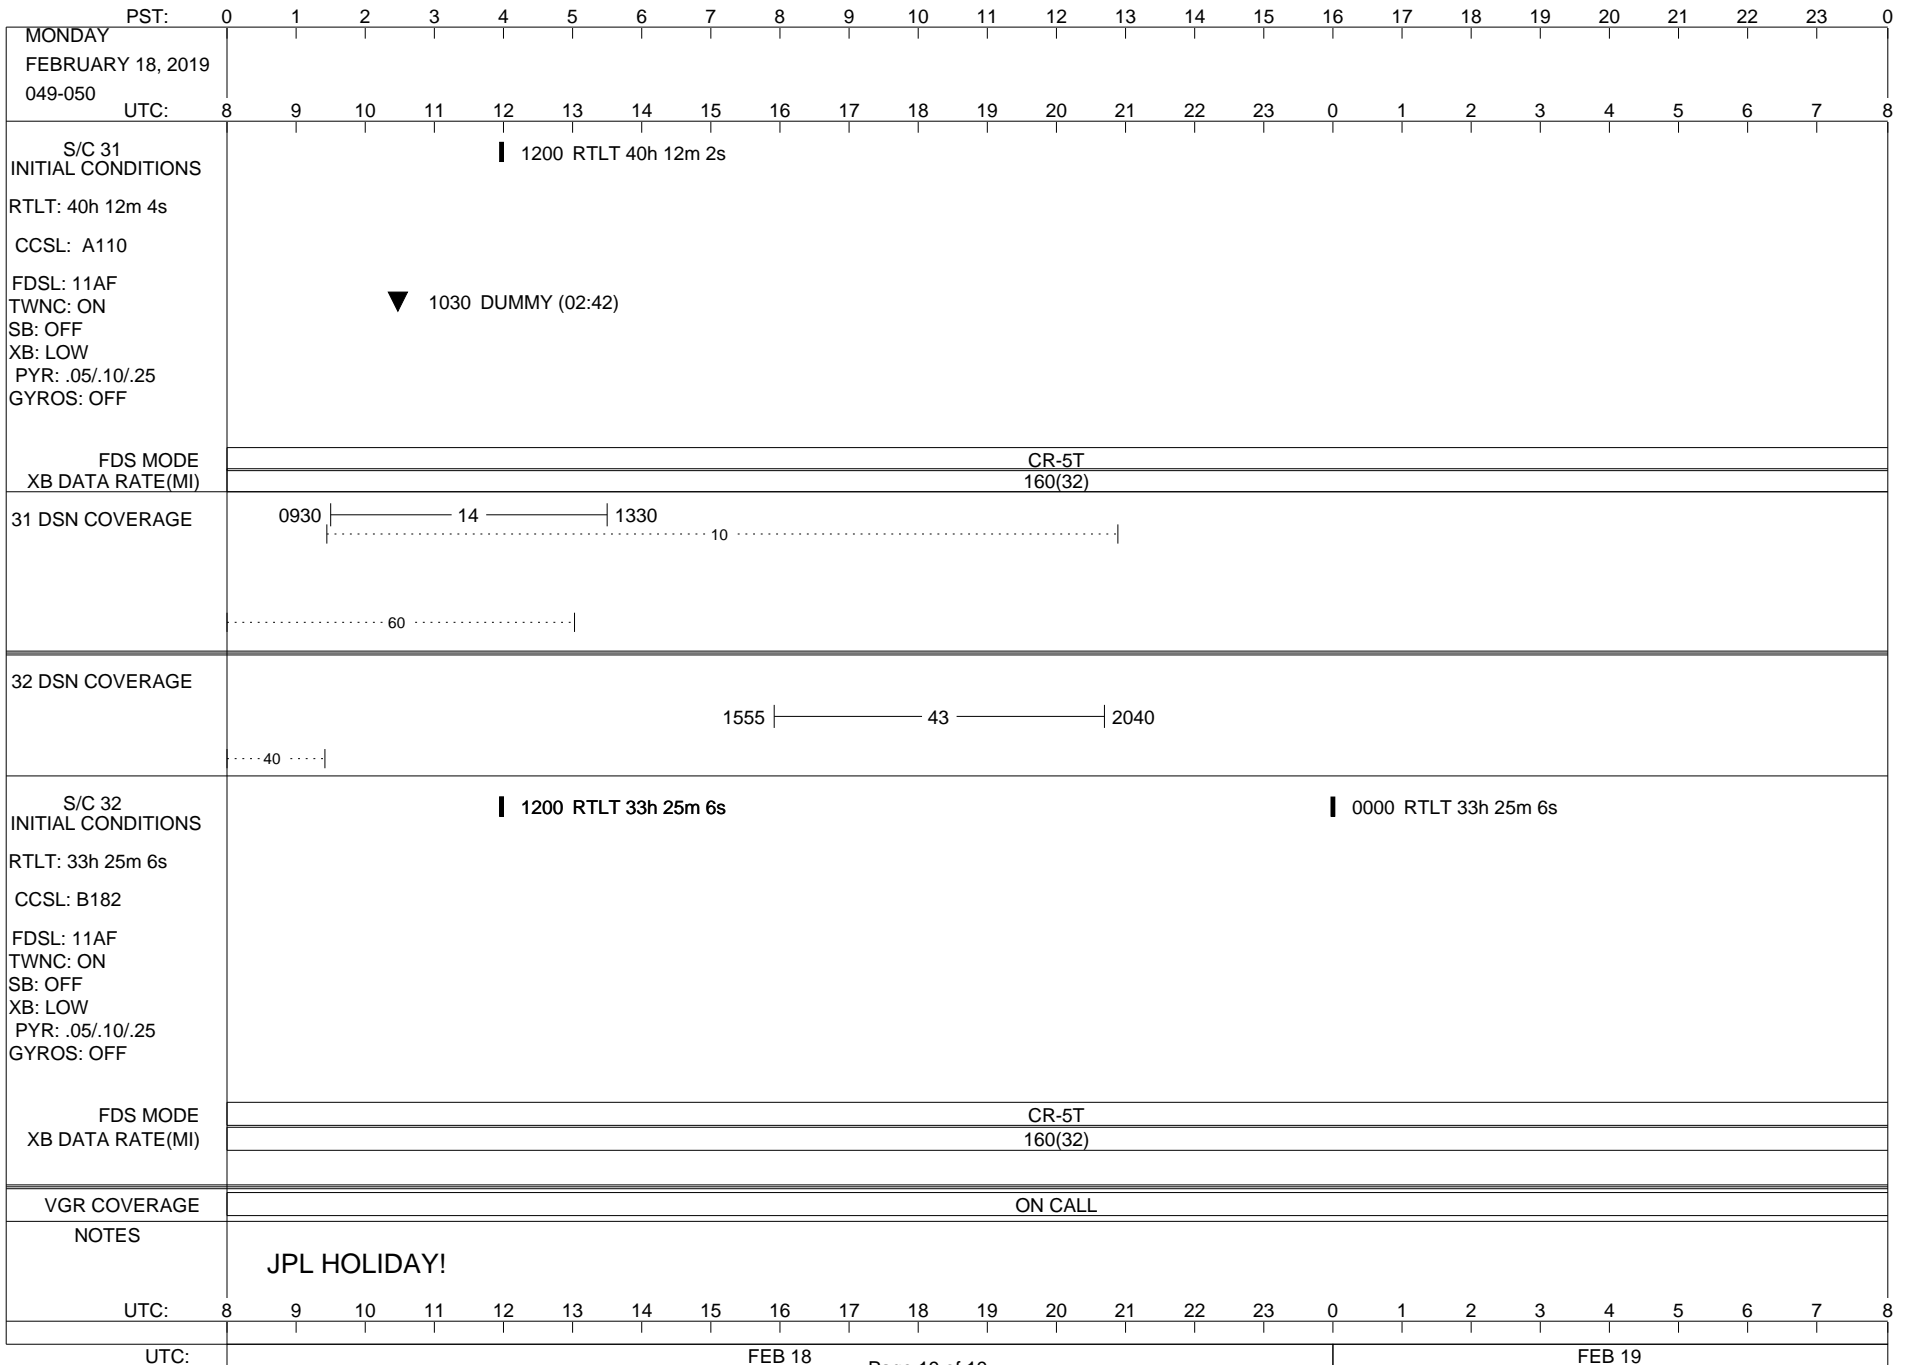 PST: 0 1 2 3 4 5 6 7 8 9 10 11 12 13 14 15 16 17 18 19 20 21 22 23 0
MONDAY
FEBRUARY 18, 2019
049-050
UTC: 8 9 10 11 12 13 14 15 16 17 18 19 20 21 22 23 0 1 2 3 4 5 6 7 8
S/C 31
INITIAL CONDITIONS
1200 RTLT 40h 12m 2s
RTLT: 40h 12m 4s
CCSL: A110
FDSL: 11AF
TWNC: ON
1030 DUMMY (02:42)
SB: OFF
XB: LOW
PYR: .05/.10/.25
GYROS: OFF
FDS MODE CR-5T
XB DATA RATE(MI) 160(32)
31 DSN COVERAGE
0930 14 1330
10
60
32 DSN COVERAGE
1555 43 2040
40
S/C 32
INITIAL CONDITIONS
1200 RTLT 33h 25m 6s 0000 RTLT 33h 25m 6s
RTLT: 33h 25m 6s
CCSL: B182
FDSL: 11AF
TWNC: ON
SB: OFF
XB: LOW
PYR: .05/.10/.25
GYROS: OFF
FDS MODE CR-5T
XB DATA RATE(MI) 160(32)
VGR COVERAGE ON CALL
NOTES
JPL HOLIDAY!
UTC: 8 9 10 11 12 13 14 15 16 17 18 19 20 21 22 23 0 1 2 3 4 5 6 7 8
UTC: FEB 18 FEB 19